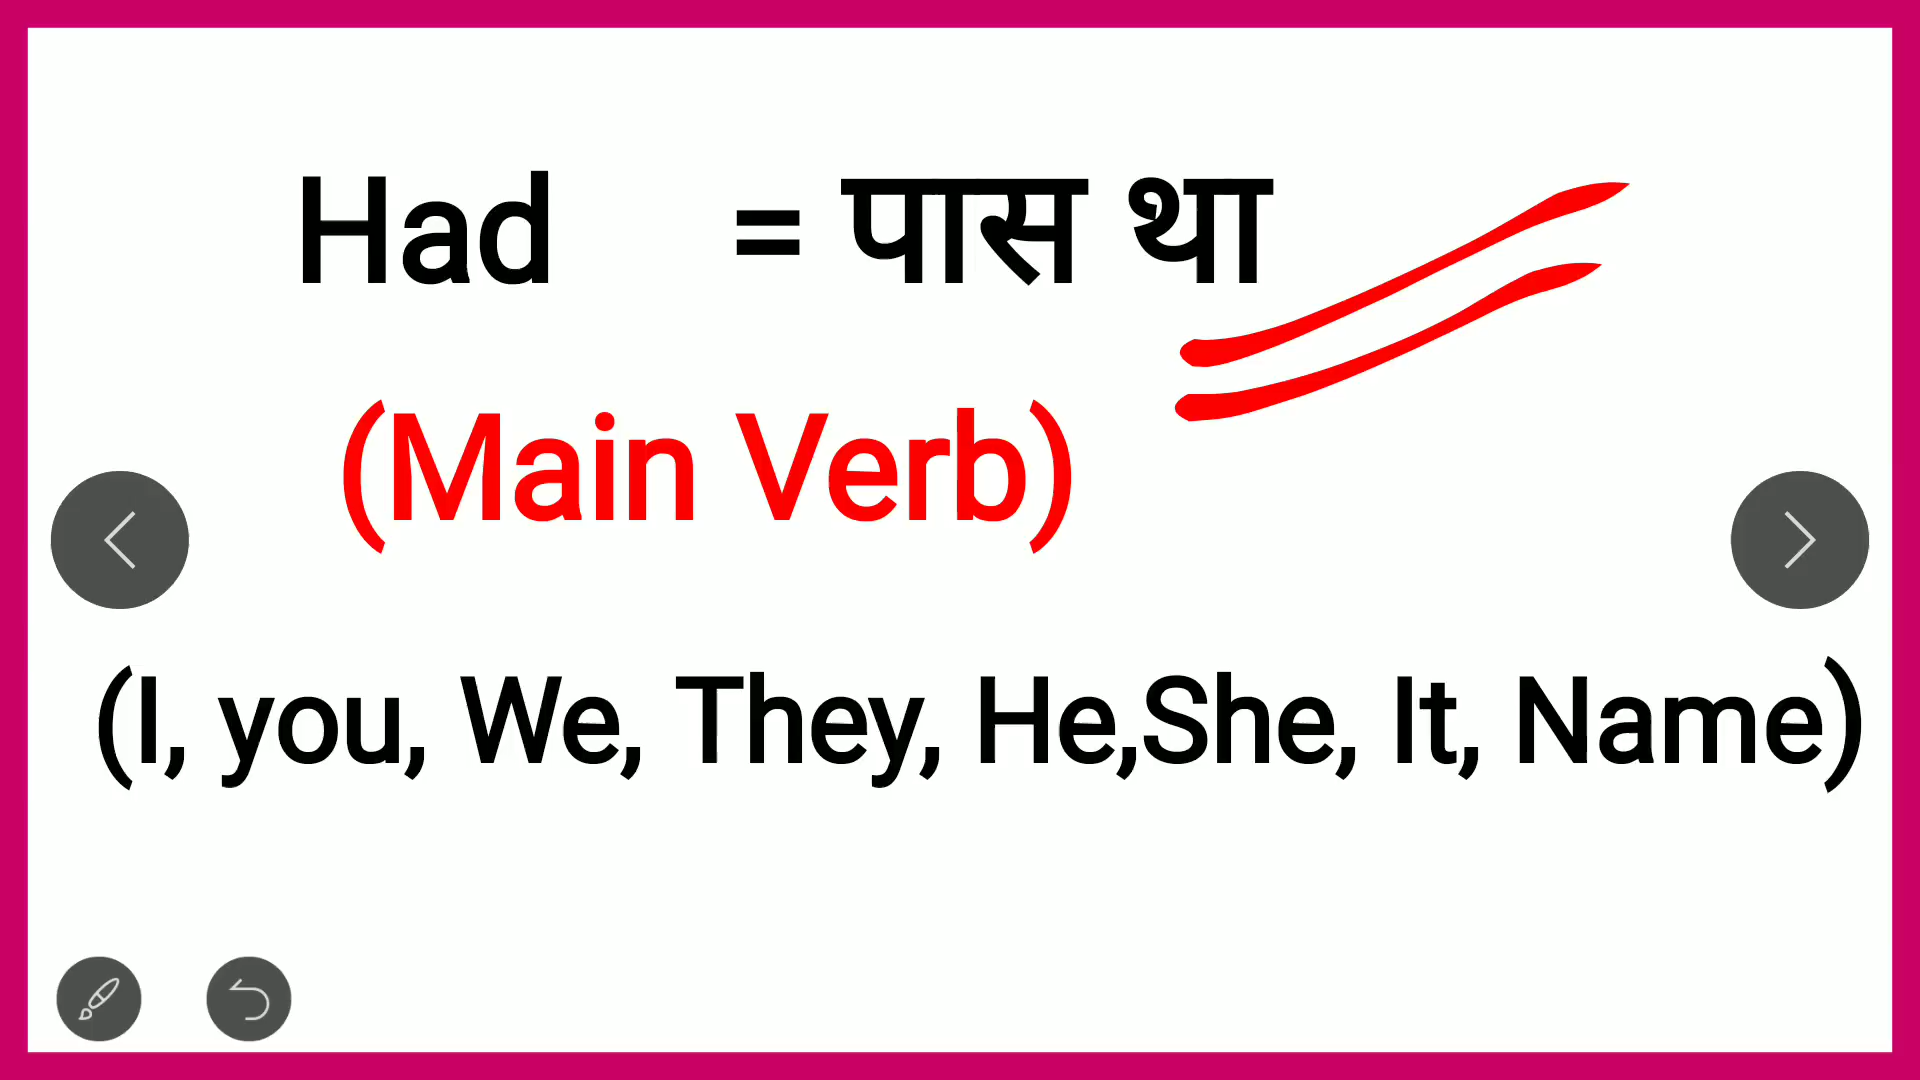 Had = पास था
(Main Verb)
(I, you, We, They, He,She, It, Name)